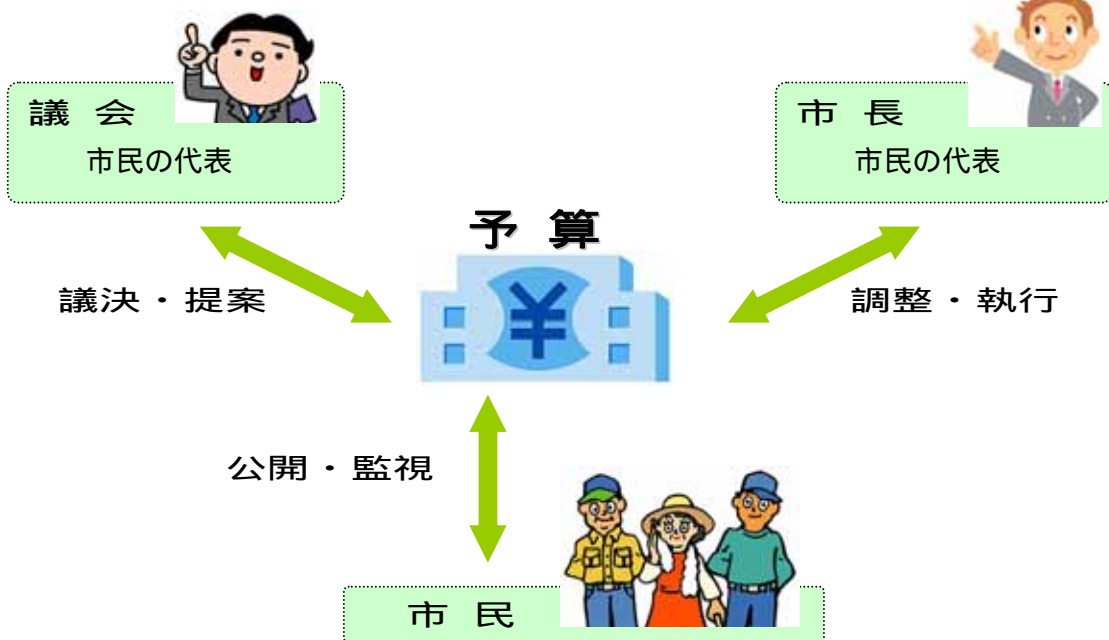 議 会
市民の代表
市 長
市民の代表
予 算
¥
議決・提案
調整・執行
公開・監視
市 民